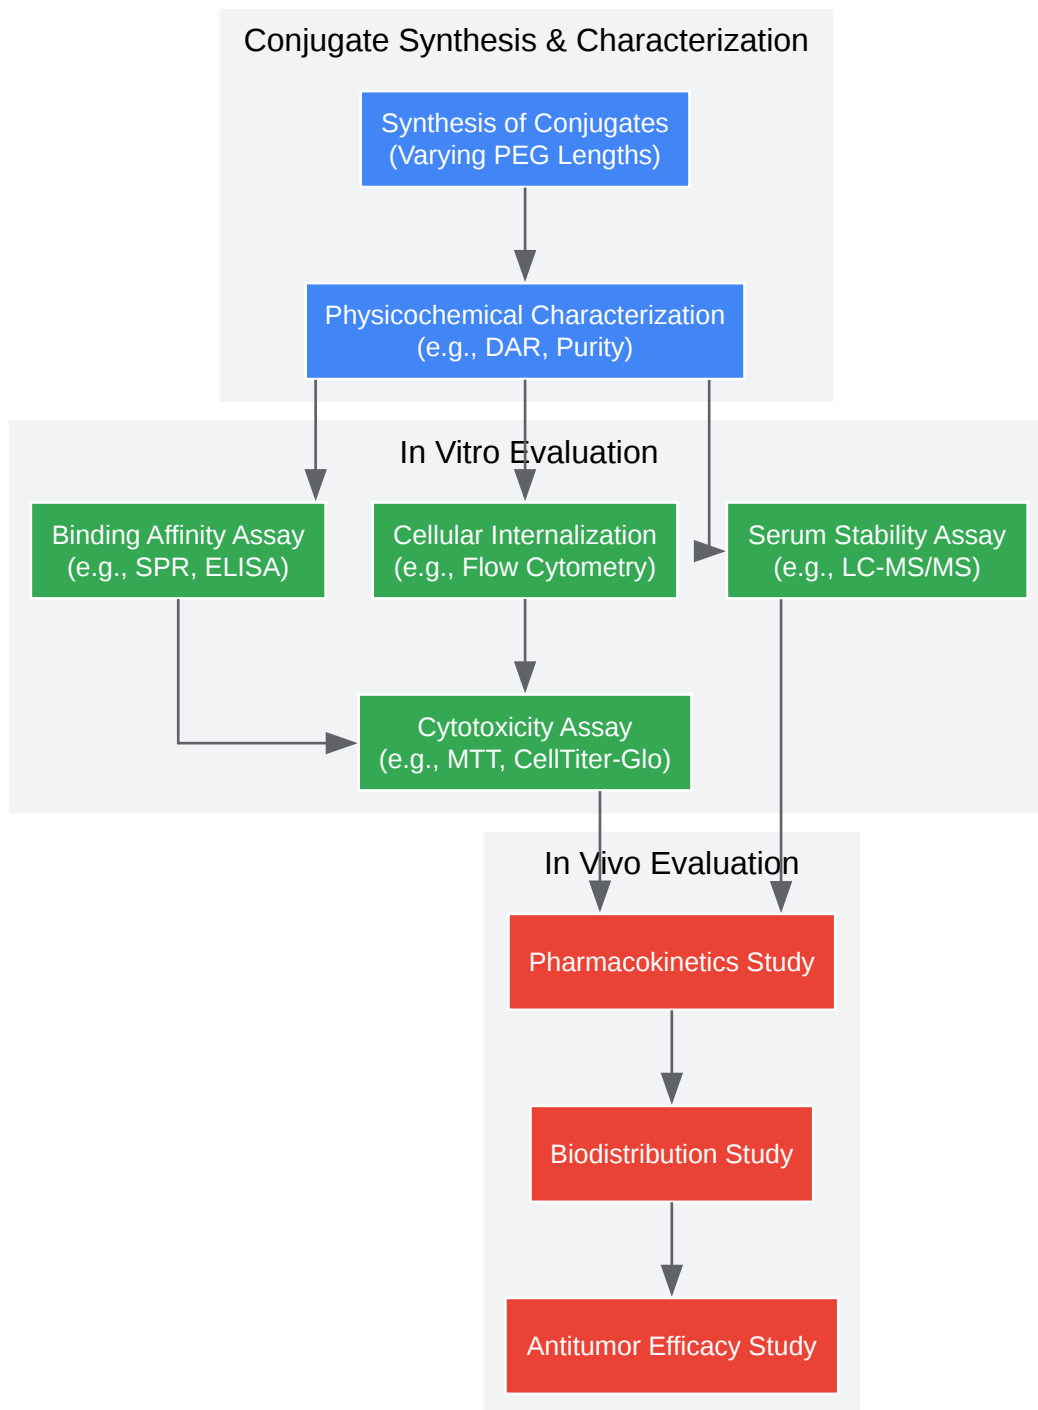 Conjugate Synthesis & Characterization
Synthesis of Conjugates
(Varying PEG Lengths)
Physicochemical Characterization
(e.g., DAR, Purity)
In Vitro Evaluation
Binding Affinity Assay
(e.g., SPR, ELISA)
Cellular Internalization
(e.g., Flow Cytometry)
Serum Stability Assay
(e.g., LC-MS/MS)
Cytotoxicity Assay
(e.g., MTT, CellTiter-Glo)
In Vivo Evaluation
Pharmacokinetics Study
Biodistribution Study
Antitumor Efficacy Study